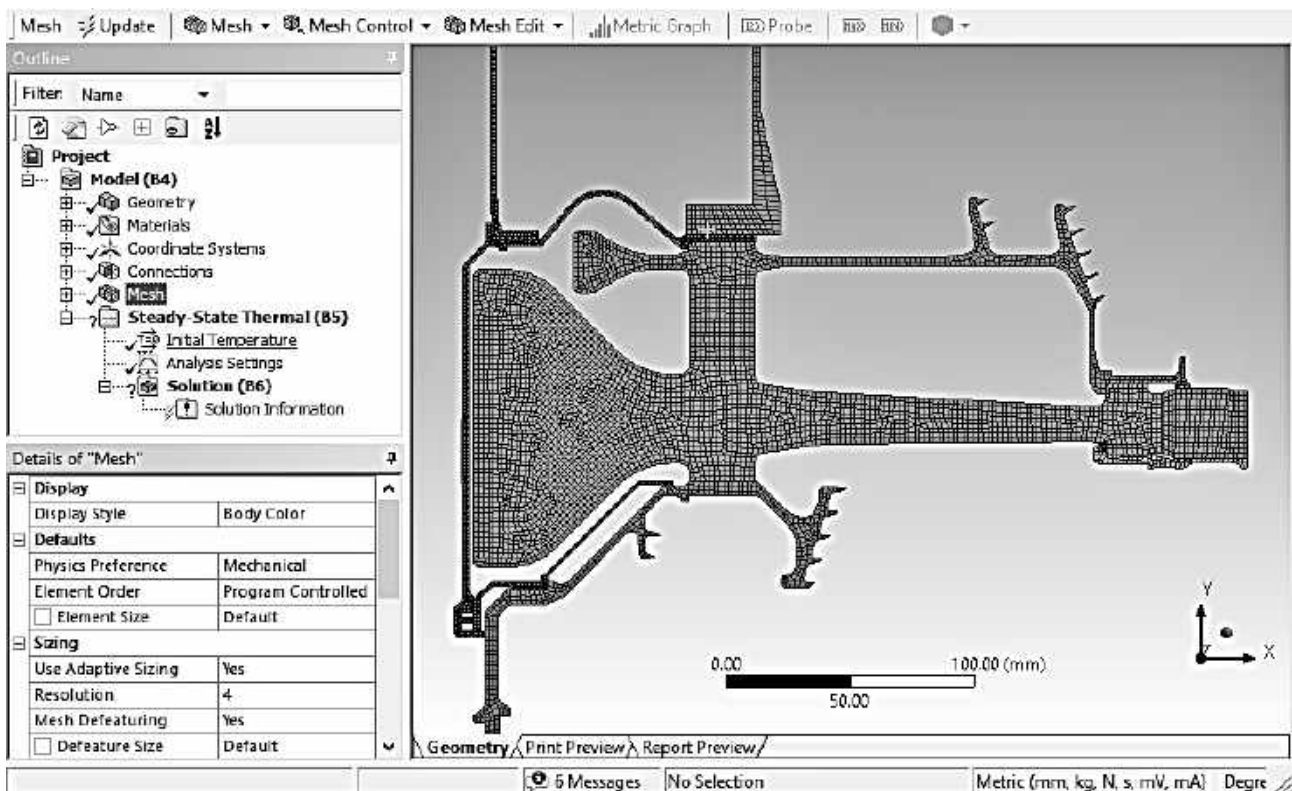 Mesh Update Mesh Mesh Control Mesh Edit Metric Graph Probe
Outline
Filter: Name
Project
Model (B4)
Geometry
Materials
Coordinate Systems
Connections
Mesh
Steady-State Thermal (B5)
Initial Temperature
Analysis Settings
Solution (B6)
Solution Information
Details of "Mesh"
Display
Display Style Body Color
Defaults
Physics Preference Mechanical
Element Order Program Controlled
Element Size Default
Sizing
Use Adaptive Sizing Yes
Resolution 4
Mesh Defeaturing Yes
Defeature Size Default
0.00 100.00 (mm)
50.00
Y
X
Geometry Print Preview Report Preview
6 Messages No Selection Metric (mm, kg, N, s, mV, mA) Degre